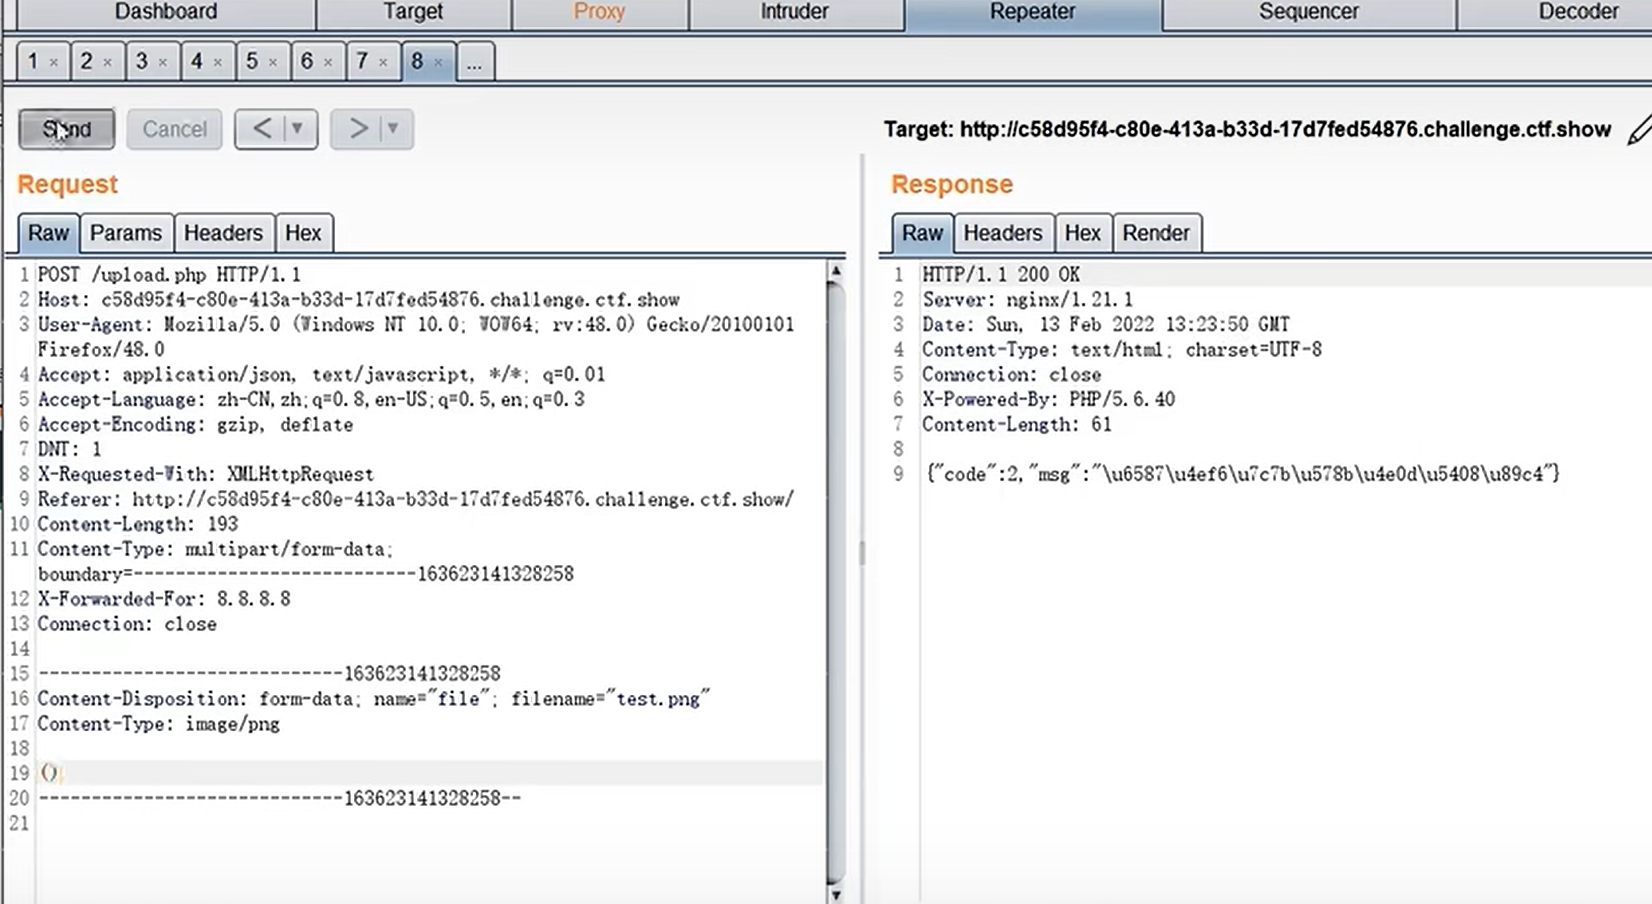 Dashboard Target Proxy Intruder Repeater Sequencer Decoder
1 × 2 × 3 × 4 × 5 × 6 × 7 × 8 × ...
Send Cancel < ▼ > ▼ Target: http://c58d95f4-c80e-413a-b33d-17d7fed54876.challenge.ctf.show
Request
Raw Params Headers Hex
1 POST /upload.php HTTP/1.1
2 Host: c58d95f4-c80e-413a-b33d-17d7fed54876.challenge.ctf.show
3 User-Agent: Mozilla/5.0 (Windows NT 10.0; WOW64; rv:48.0) Gecko/20100101
Firefox/48.0
4 Accept: application/json, text/javascript, */*; q=0.01
5 Accept-Language: zh-CN,zh;q=0.8,en-US;q=0.5,en;q=0.3
6 Accept-Encoding: gzip, deflate
7 DNT: 1
8 X-Requested-With: XMLHttpRequest
9 Referer: http://c58d95f4-c80e-413a-b33d-17d7fed54876.challenge.ctf.show/
10 Content-Length: 193
11 Content-Type: multipart/form-data;
boundary=---------------------------163623141328258
12 X-Forwarded-For: 8.8.8.8
13 Connection: close
14
15 -----------------------------163623141328258
16 Content-Disposition: form-data; name="file"; filename="test.png"
17 Content-Type: image/png
18
19 ()
20 -----------------------------163623141328258--
21
Response
Raw Headers Hex Render
1 HTTP/1.1 200 OK
2 Server: nginx/1.21.1
3 Date: Sun, 13 Feb 2022 13:23:50 GMT
4 Content-Type: text/html; charset=UTF-8
5 Connection: close
6 X-Powered-By: PHP/5.6.40
7 Content-Length: 61
8
9 {"code":2,"msg":"\u6587\u4ef6\u7c7b\u578b\u4e0d\u5408\u89c4"}